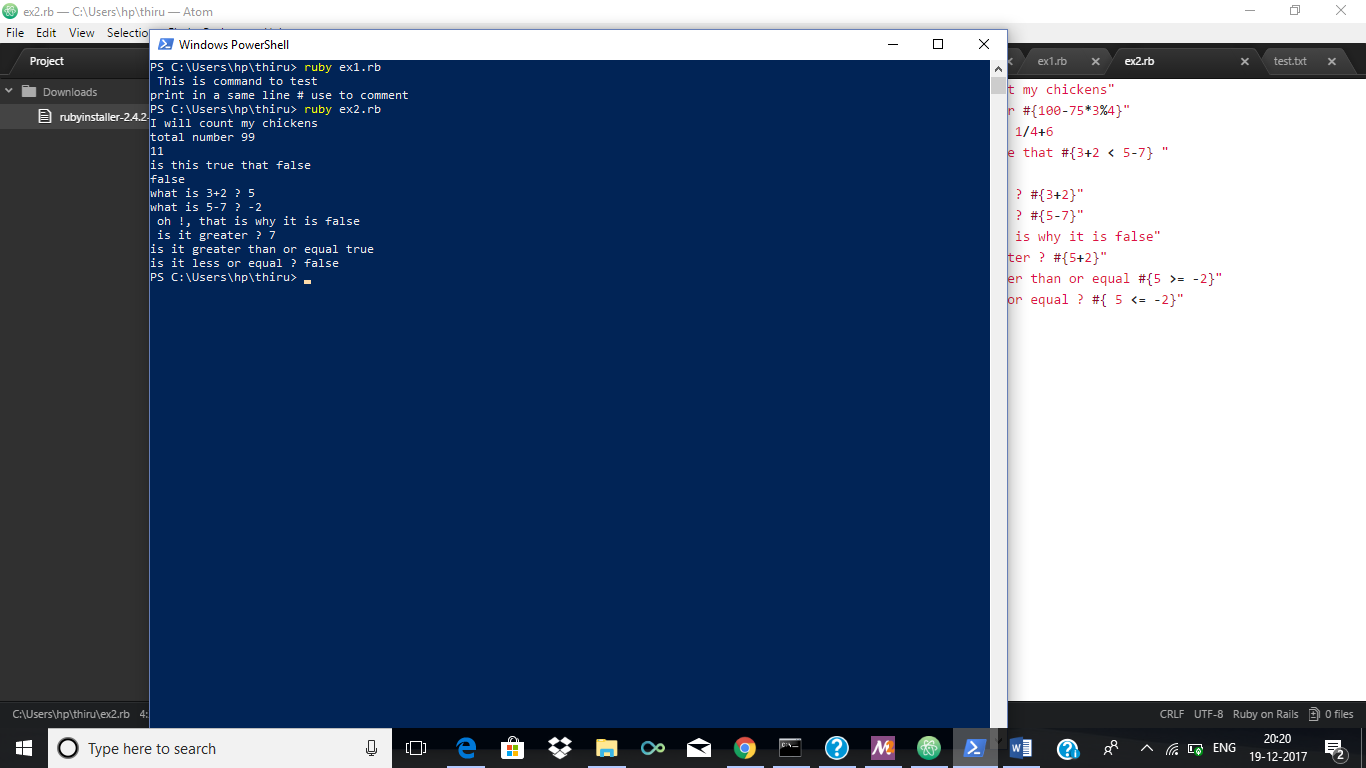 ex2.rb — C:\Users\hp\thiru — Atom
File Edit View Selectio
Windows PowerShell
Project
ex1.rb
ex2.rb
test.txt
Downloads
rubyinstaller-2.4.2-
PS C:\Users\hp\thiru> ruby ex1.rb
This is command to test
print in a same line # use to comment
PS C:\Users\hp\thiru> ruby ex2.rb
I will count my chickens
total number 99
11
is this true that false
false
what is 3+2 ? 5
what is 5-7 ? -2
oh !, that is why it is false
is it greater ? 7
is it greater than or equal true
is it less or equal ? false
PS C:\Users\hp\thiru>
t my chickens"
r #{100-75*3%4}"
1/4+6
e that #{3+2 < 5-7} "
? #{3+2}"
? #{5-7}"
is why it is false"
ter ? #{5+2}"
er than or equal #{5 >= -2}"
or equal ? #{ 5 <= -2}"
C:\Users\hp\thiru\ex2.rb 4:
CRLF UTF-8 Ruby on Rails 0 files
Type here to search
ENG
20:20
19-12-2017
2